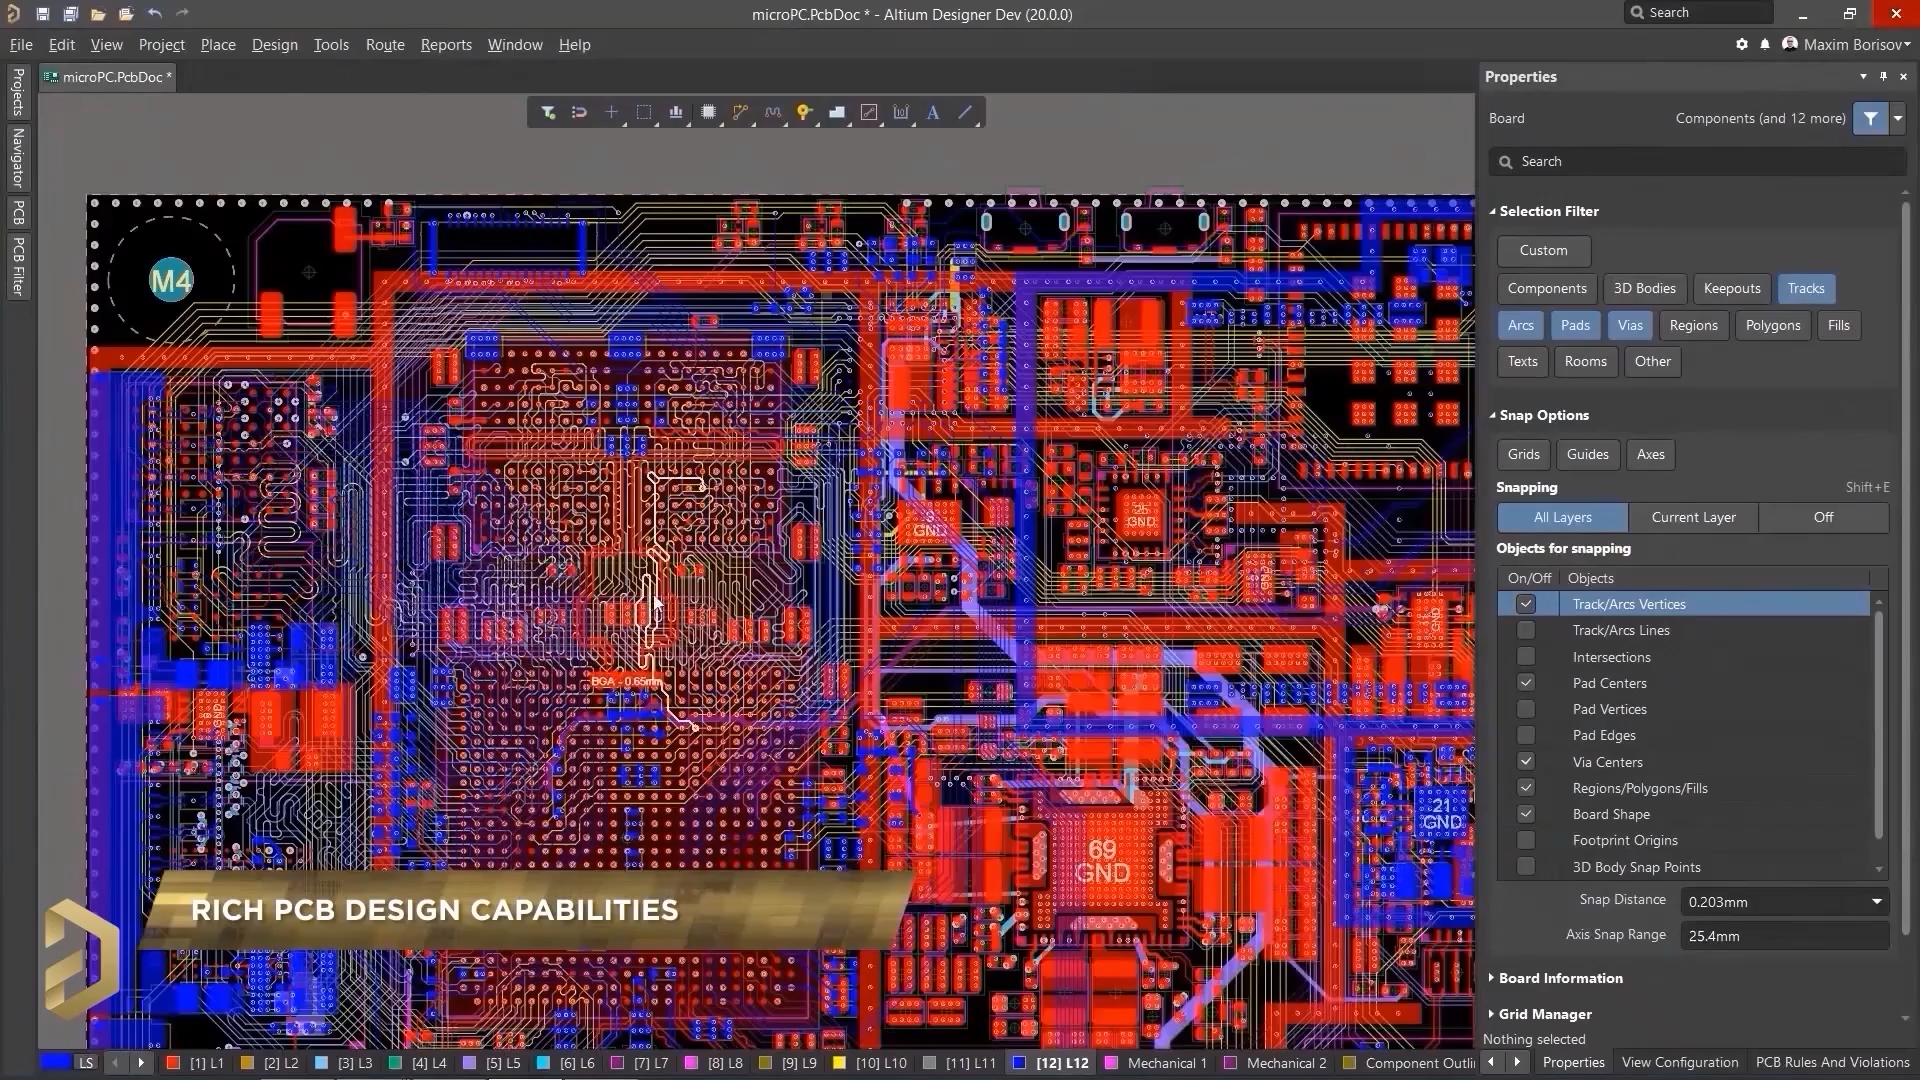 microPC.PcbDoc * - Altium Designer Dev (20.0.0)
Search
File Edit View Project Place Design Tools Route Reports Window Help
Maxim Borisov
Projects
Navigator
PCB
PCB Filter
microPC.PcbDoc *
M4
BGA - 0.65mm
GND
25
GND
69
GND
21
GND
RICH PCB DESIGN CAPABILITIES
Properties
Board Components (and 12 more)
Search
Selection Filter
Custom
Components 3D Bodies Keepouts Tracks
Arcs Pads Vias Regions Polygons Fills
Texts Rooms Other
Snap Options
Grids Guides Axes
Snapping Shift+E
All Layers Current Layer Off
Objects for snapping
On/Off Objects
Track/Arcs Vertices
Track/Arcs Lines
Intersections
Pad Centers
Pad Vertices
Pad Edges
Via Centers
Regions/Polygons/Fills
Board Shape
Footprint Origins
3D Body Snap Points
Snap Distance 0.203mm
Axis Snap Range 25.4mm
Board Information
Grid Manager
Nothing selected
LS [1] L1 [2] L2 [3] L3 [4] L4 [5] L5 [6] L6 [7] L7 [8] L8 [9] L9 [10] L10 [11] L11 [12] L12 Mechanical 1 Mechanical 2 Component Outli
Properties View Configuration PCB Rules And Violations